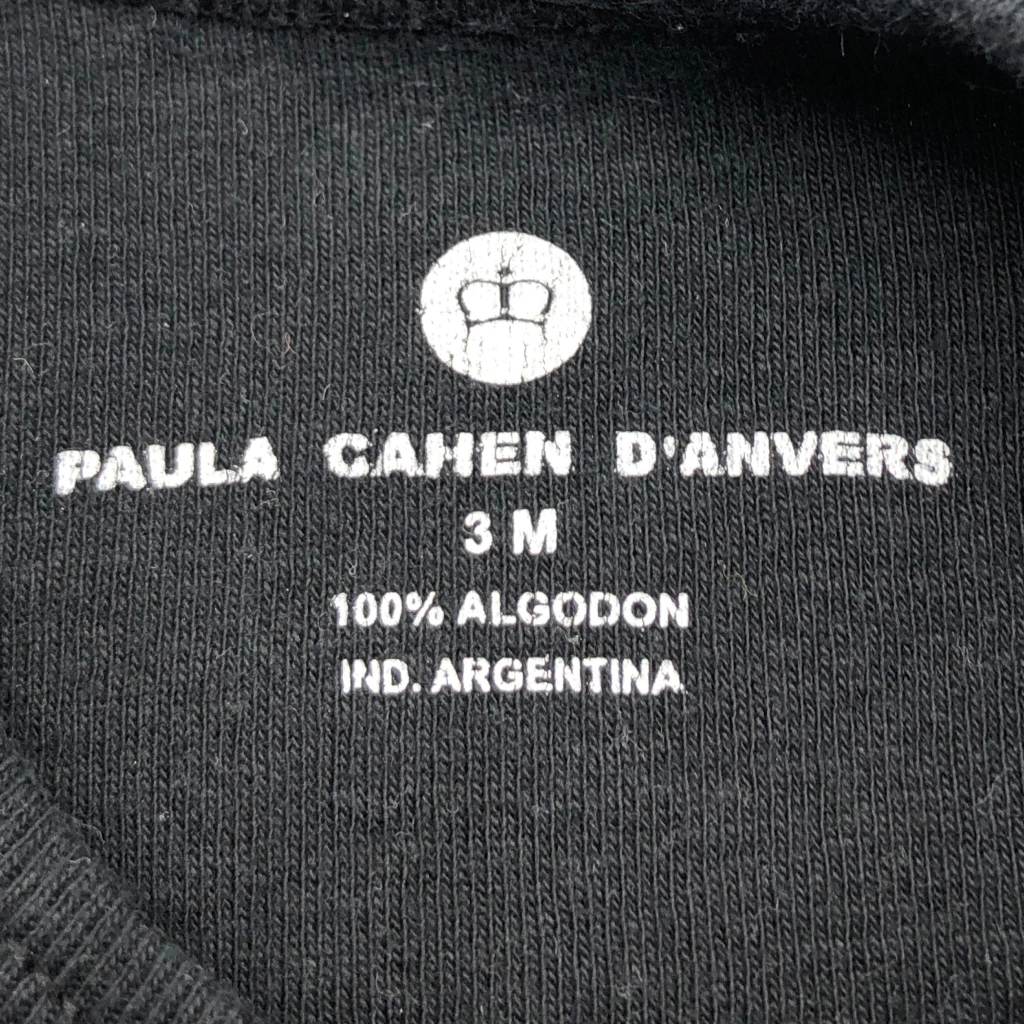 PAULA CAHEN D'ANVERS
3 M
100% ALGODON
IND. ARGENTINA